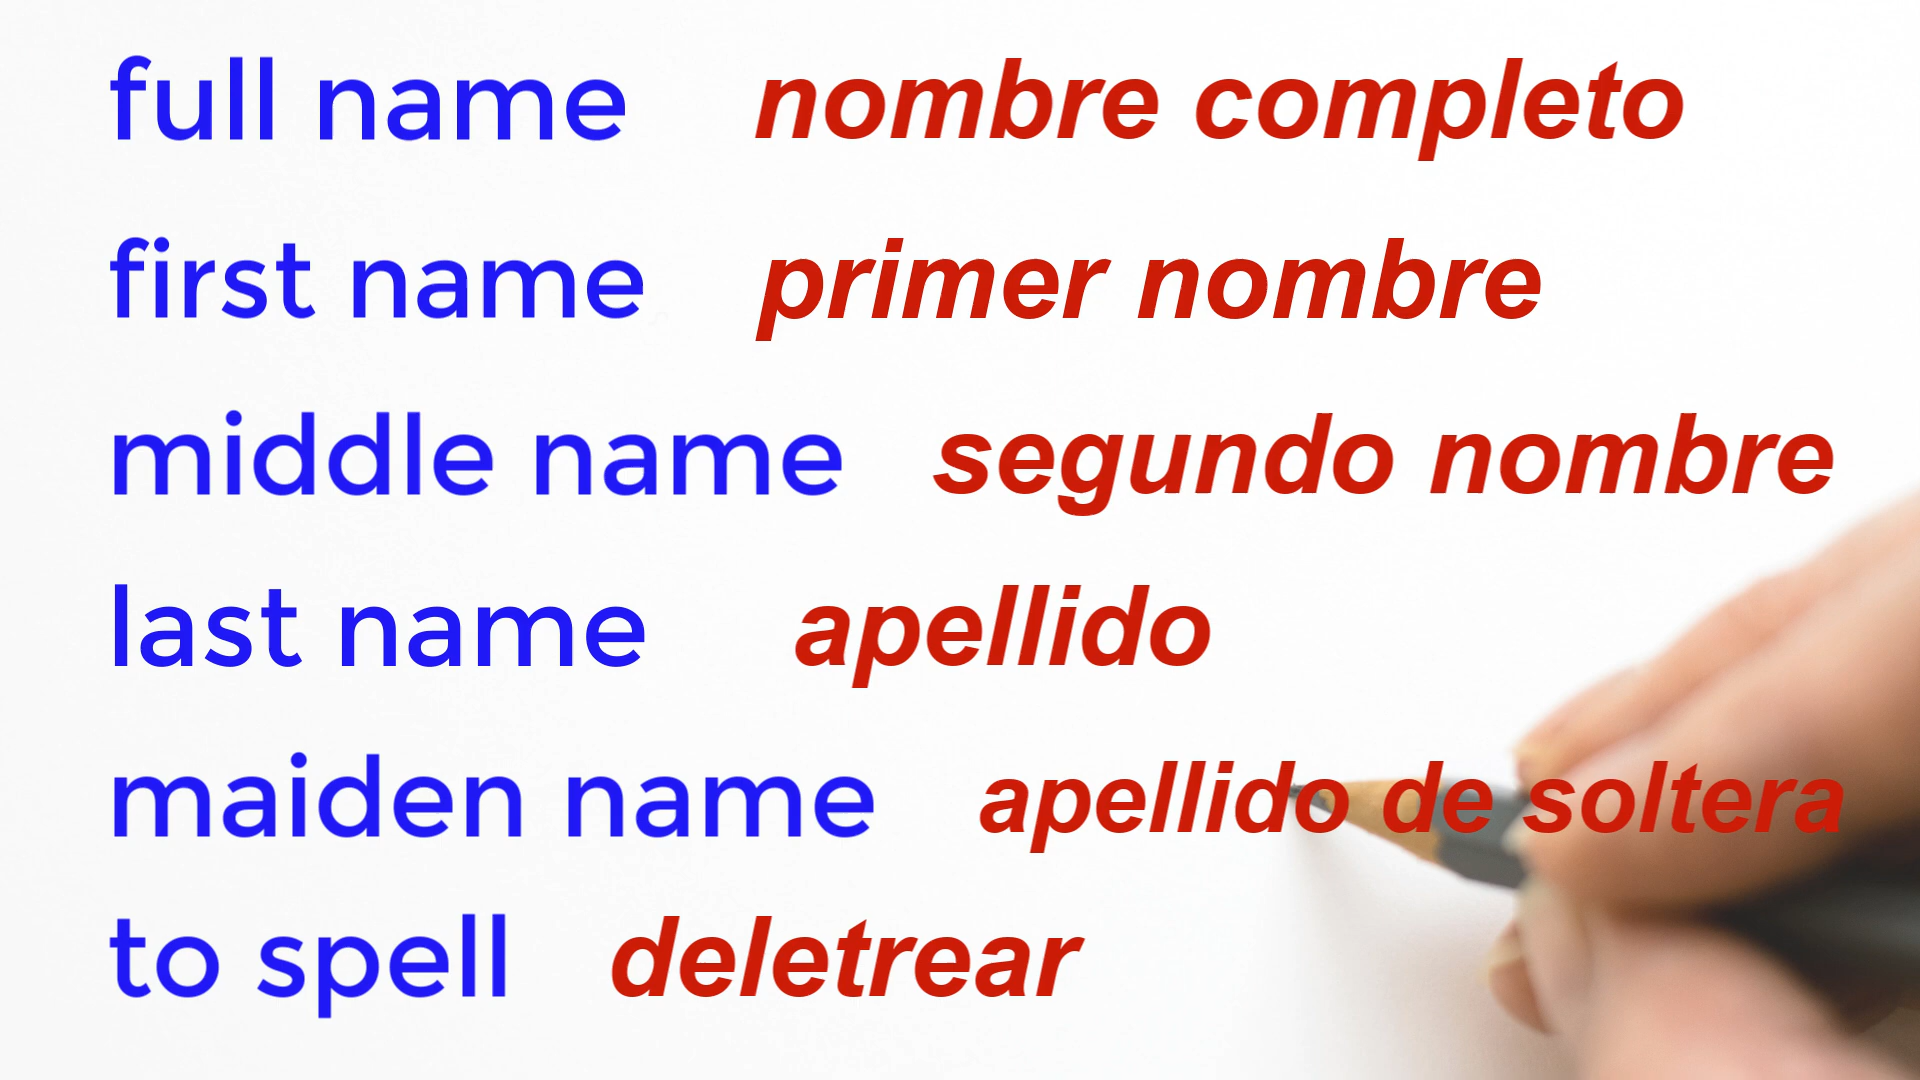 full name nombre completo
first name primer nombre
middle name segundo nombre
last name apellido
maiden name apellido de soltera
to spell deletrear